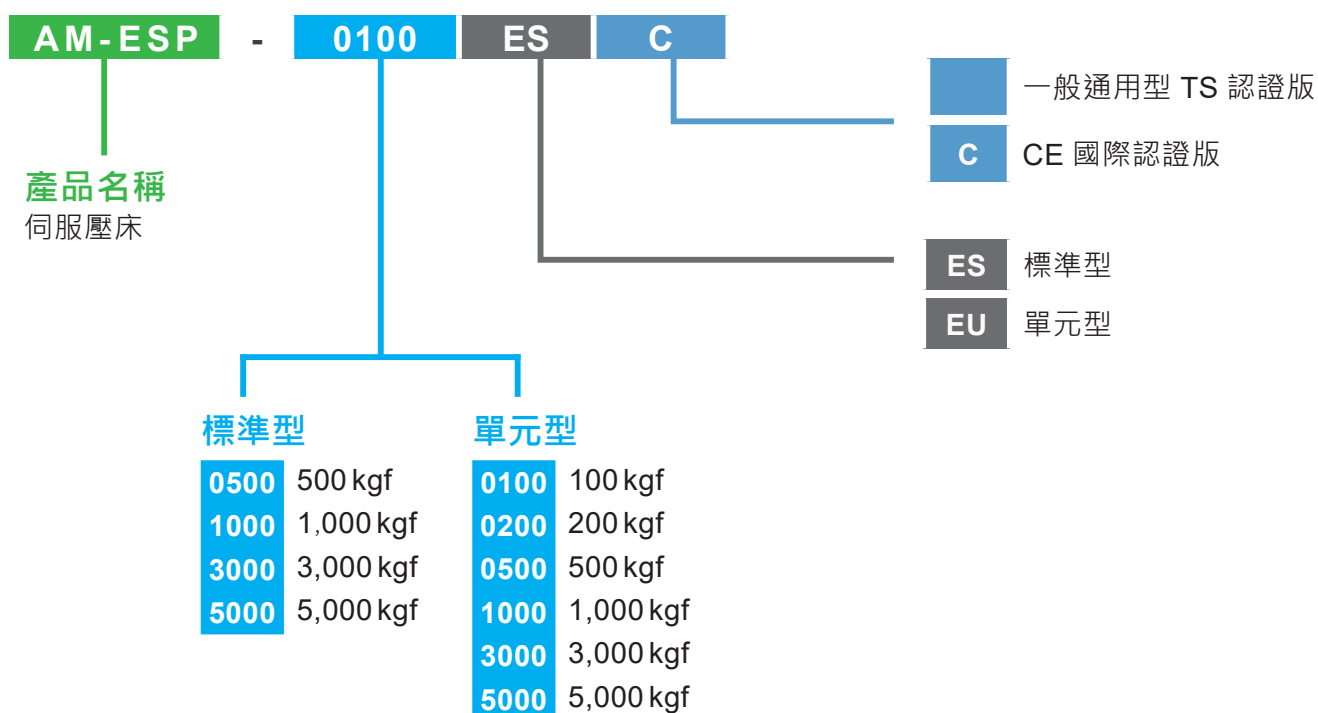 AM-ESP - 0100 ES C
一般通用型 TS 認證版
C CE 國際認證版
產品名稱
伺服壓床
ES 標準型
EU 單元型
標準型
0500 500 kgf
1000 1,000 kgf
3000 3,000 kgf
5000 5,000 kgf
單元型
0100 100 kgf
0200 200 kgf
0500 500 kgf
1000 1,000 kgf
3000 3,000 kgf
5000 5,000 kgf